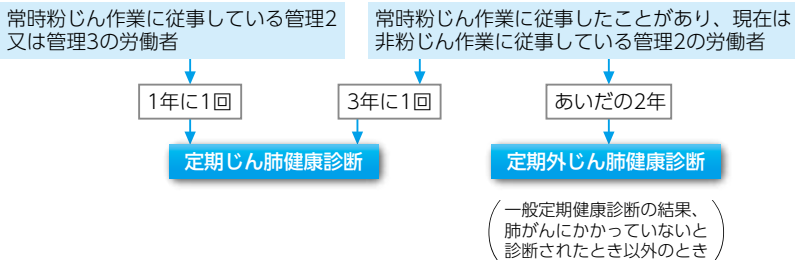 常時粉じん作業に従事している管理2
又は管理3の労働者
常時粉じん作業に従事したことがあり、現在は
非粉じん作業に従事している管理2の労働者
1年に1回
3年に1回
あいだの2年
定期じん肺健康診断
定期外じん肺健康診断
一般定期健康診断の結果、
肺がんにかかっていないと
診断されたとき以外のとき